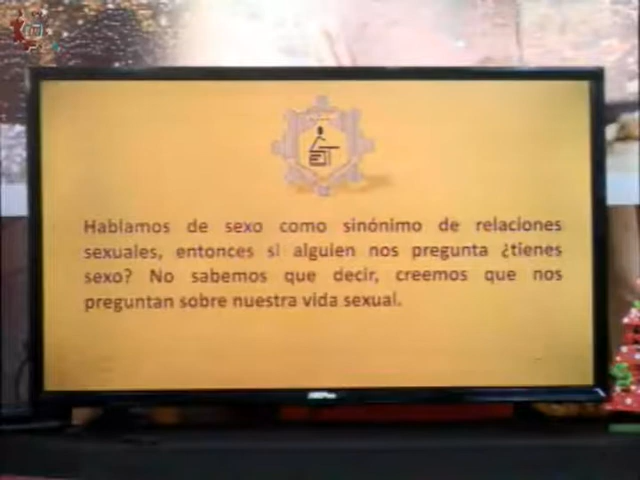 Hablamos de sexo como sinónimo de relaciones
sexuales, entonces si alguien nos pregunta ¿tienes
sexo? No sabemos que decir, creemos que nos
preguntan sobre nuestra vida sexual.